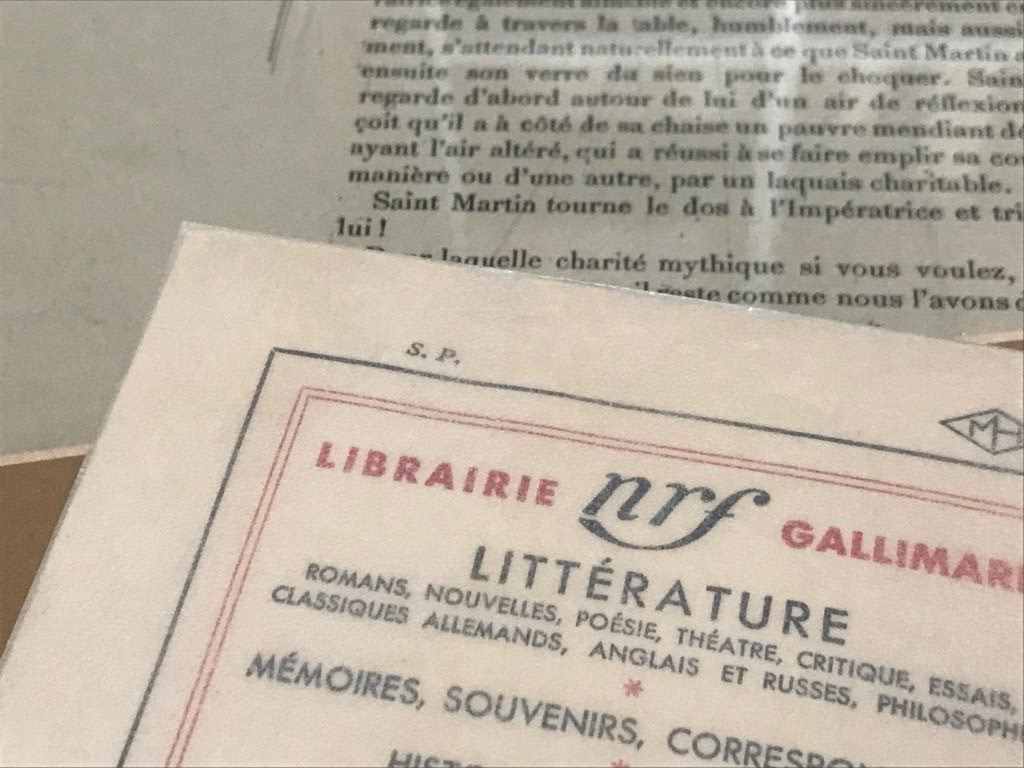 regarde à travers la table, humblement, mais aussi
ment, s'attendant naturellement à ce que Saint Martin
ensuite son verre du sien pour le choquer. Sain
regarde d'abord autour de lui d'un air de réflexion
çoit qu'il a à côté de sa chaise un pauvre mendiant dé
ayant l'air altéré, qui a réussi à se faire emplir sa co
manière ou d'une autre, par un laquais charitable.
Saint Martin tourne le dos à l'Impératrice et tri
lui !
laquelle charité mythique si vous voulez,
reste comme nous l'avons
S. P.
LIBRAIRIE nrf GALLIMARD
LITTÉRATURE
ROMANS, NOUVELLES, POÉSIE, THÉATRE, CRITIQUE, ESSAIS,
CLASSIQUES ALLEMANDS, ANGLAIS ET RUSSES, PHILOSOPHI
*
MÉMOIRES, SOUVENIRS, CORRESPO
*
HISTO